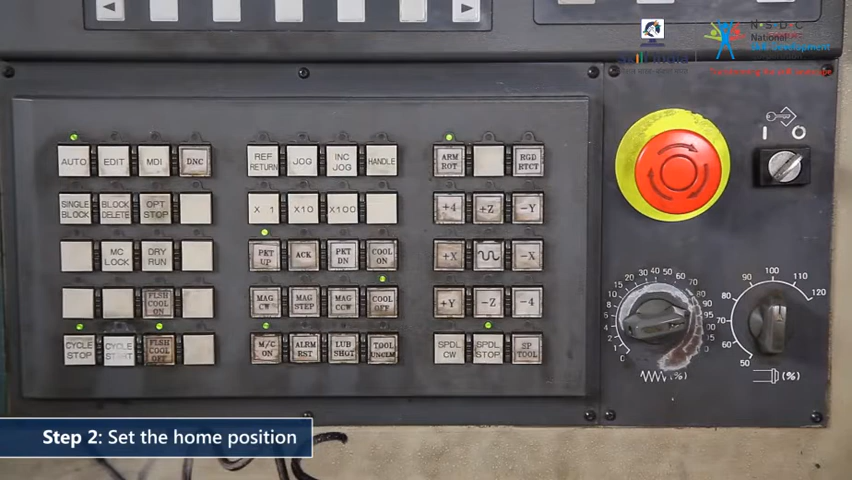 National
AUTO EDIT MDI DNC
REF RETURN JOG INC JOG HANDLE
ARM ROT RGD RTCT
SINGLE BLOCK BLOCK DELETE OPT STOP
X 1 X10 X100
+4 +Z -Y
MC LOCK DRY RUN
PKT UP ACK PKT DN COOL ON
+X -X
FLSH COOL ON
MAG CW MAG STEP MAG CCW COOL OFF
+Y -Z -4
CYCLE STOP CYCLE START FLSH COOL OFF
M/C ON ALRM RST LUB SHGT TOOL UNCLM
SPDL CW SPDL STOP SP TOOL
I O
0 1 2 4 6 8 10 15 20 30 40 50 60 70 80 90 95
(%)
50 60 70 80 90 100 110 120
(%)
Step 2: Set the home position